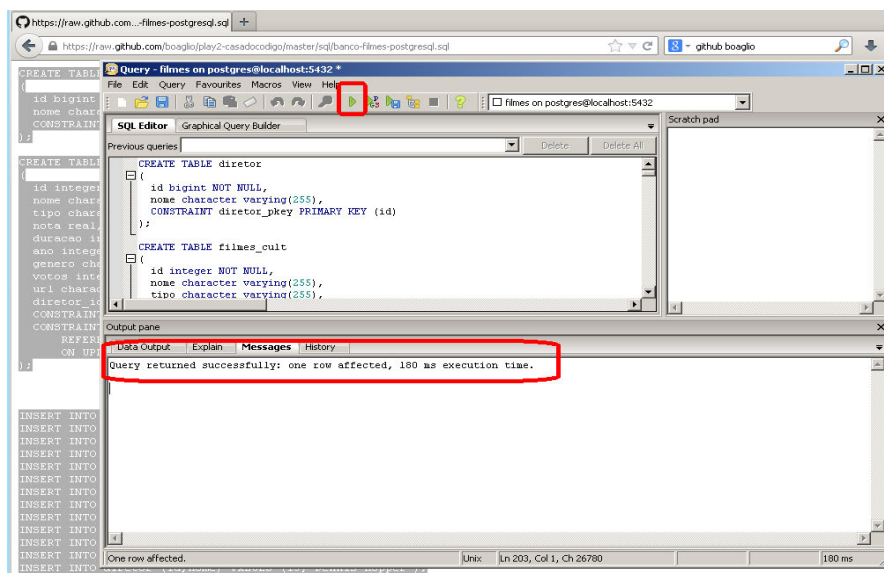 https://raw.github.com...-filmes-postgresql.sql
https://raw.github.com/boaglio/play2-casadocodigo/master/sql/banco-filmes-postgresql.sql
github boaglio
Query - filmes on postgres@localhost:5432 *
File Edit Query Favourites Macros View Help
filmes on postgres@localhost:5432
SQL Editor Graphical Query Builder
Scratch pad
Previous queries Delete Delete All
CREATE TABLE diretor
(
id bigint NOT NULL,
nome character varying(255),
CONSTRAINT diretor_pkey PRIMARY KEY (id)
);
CREATE TABLE filmes_cult
(
id integer NOT NULL,
nome character varying(255),
tipo character varying(255),
Output pane
Data Output Explain Messages History
Query returned successfully: one row affected, 180 ms execution time.
One row affected. Unix Ln 203, Col 1, Ch 26780 180 ms
CREATE TABL
(
id bigint
nome chara
CONSTRAINT
);
CREATE TABL
(
id intege
nome chara
tipo chara
nota real,
duracao i
ano intege
genero cha
votos inte
url charac
diretor_i
CONSTRAINT
CONSTRAINT
REFERE
ON UP
);
INSERT INTO
INSERT INTO
INSERT INTO
INSERT INTO
INSERT INTO
INSERT INTO
INSERT INTO
INSERT INTO
INSERT INTO
INSERT INTO
INSERT INTO
INSERT INTO
INSERT INTO